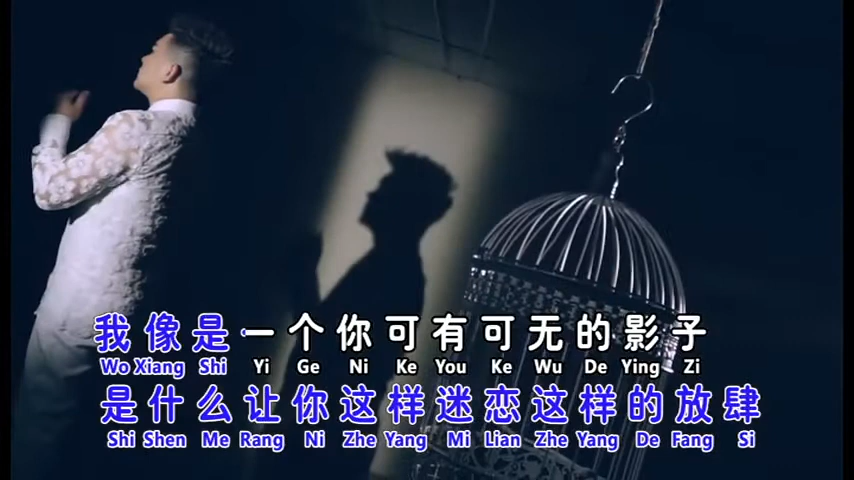 我像是一个你可有可无的影子
Wo Xiang Shi Yi Ge Ni Ke You Ke Wu De Ying Zi
是什么让你这样迷恋这样的放肆
Shi Shen Me Rang Ni Zhe Yang Mi Lian Zhe Yang De Fang Si